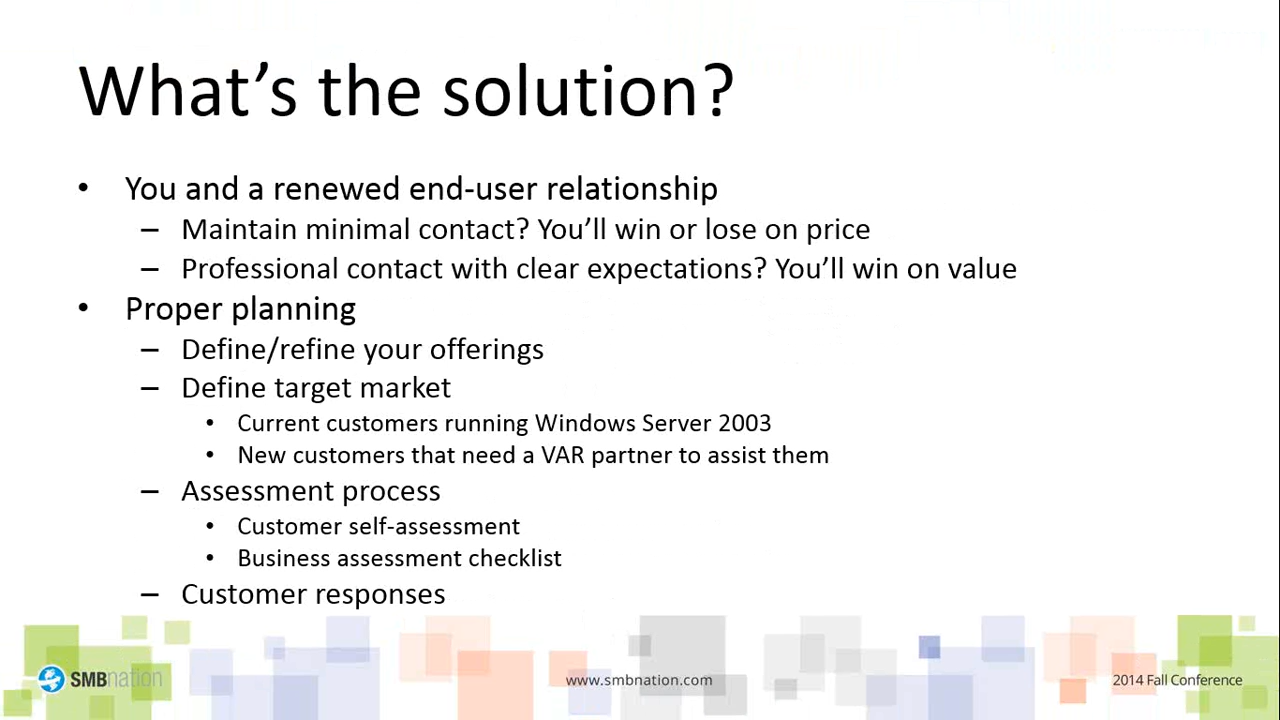 What's the solution?
• You and a renewed end-user relationship
– Maintain minimal contact? You'll win or lose on price
– Professional contact with clear expectations? You'll win on value
• Proper planning
– Define/refine your offerings
– Define target market
• Current customers running Windows Server 2003
• New customers that need a VAR partner to assist them
– Assessment process
• Customer self-assessment
• Business assessment checklist
– Customer responses
SMBnation
www.smbnation.com
2014 Fall Conference